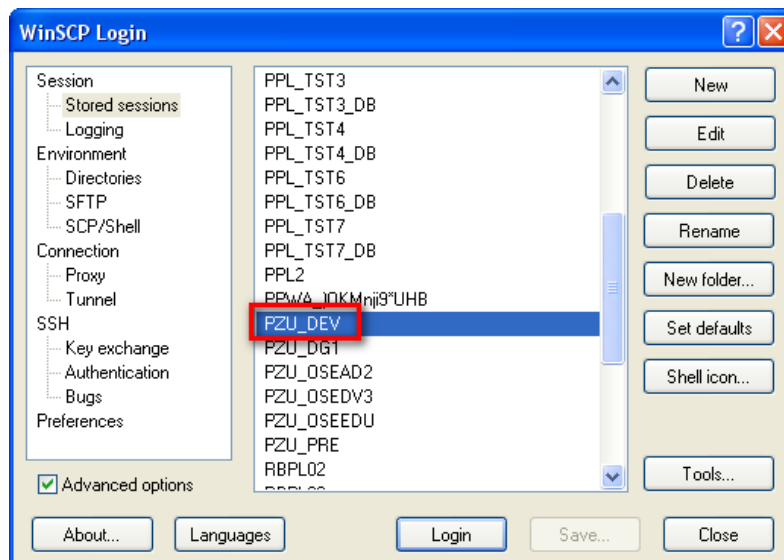 WinSCP Login
Session
Stored sessions
Logging
Environment
Directories
SFTP
SCP/Shell
Connection
Proxy
Tunnel
SSH
Key exchange
Authentication
Bugs
Preferences
Advanced options
PPL_TST3
PPL_TST3_DB
PPL_TST4
PPL_TST4_DB
PPL_TST6
PPL_TST6_DB
PPL_TST7
PPL_TST7_DB
PPL2
PZU_DEV
PZU_DG1
PZU_OSEAD2
PZU_OSEDV3
PZU_OSEEDU
PZU_PRE
RBPL02
New
Edit
Delete
Rename
New folder...
Set defaults
Shell icon...
Tools...
About...
Languages
Login
Save...
Close